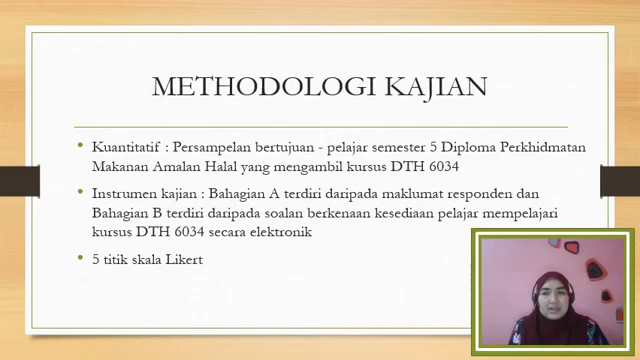 METHODOLOGI KAJIAN
Kuantitatif : Persampelan bertujuan - pelajar semester 5 Diploma Perkhidmatan
Makanan Amalan Halal yang mengambil kursus DTH 6034
Instrumen kajian : Bahagian A terdiri daripada maklumat responden dan
Bahagian B terdiri daripada soalan berkenaan kesediaan pelajar mempelajari
kursus DTH 6034 secara elektronik
5 titik skala Likert